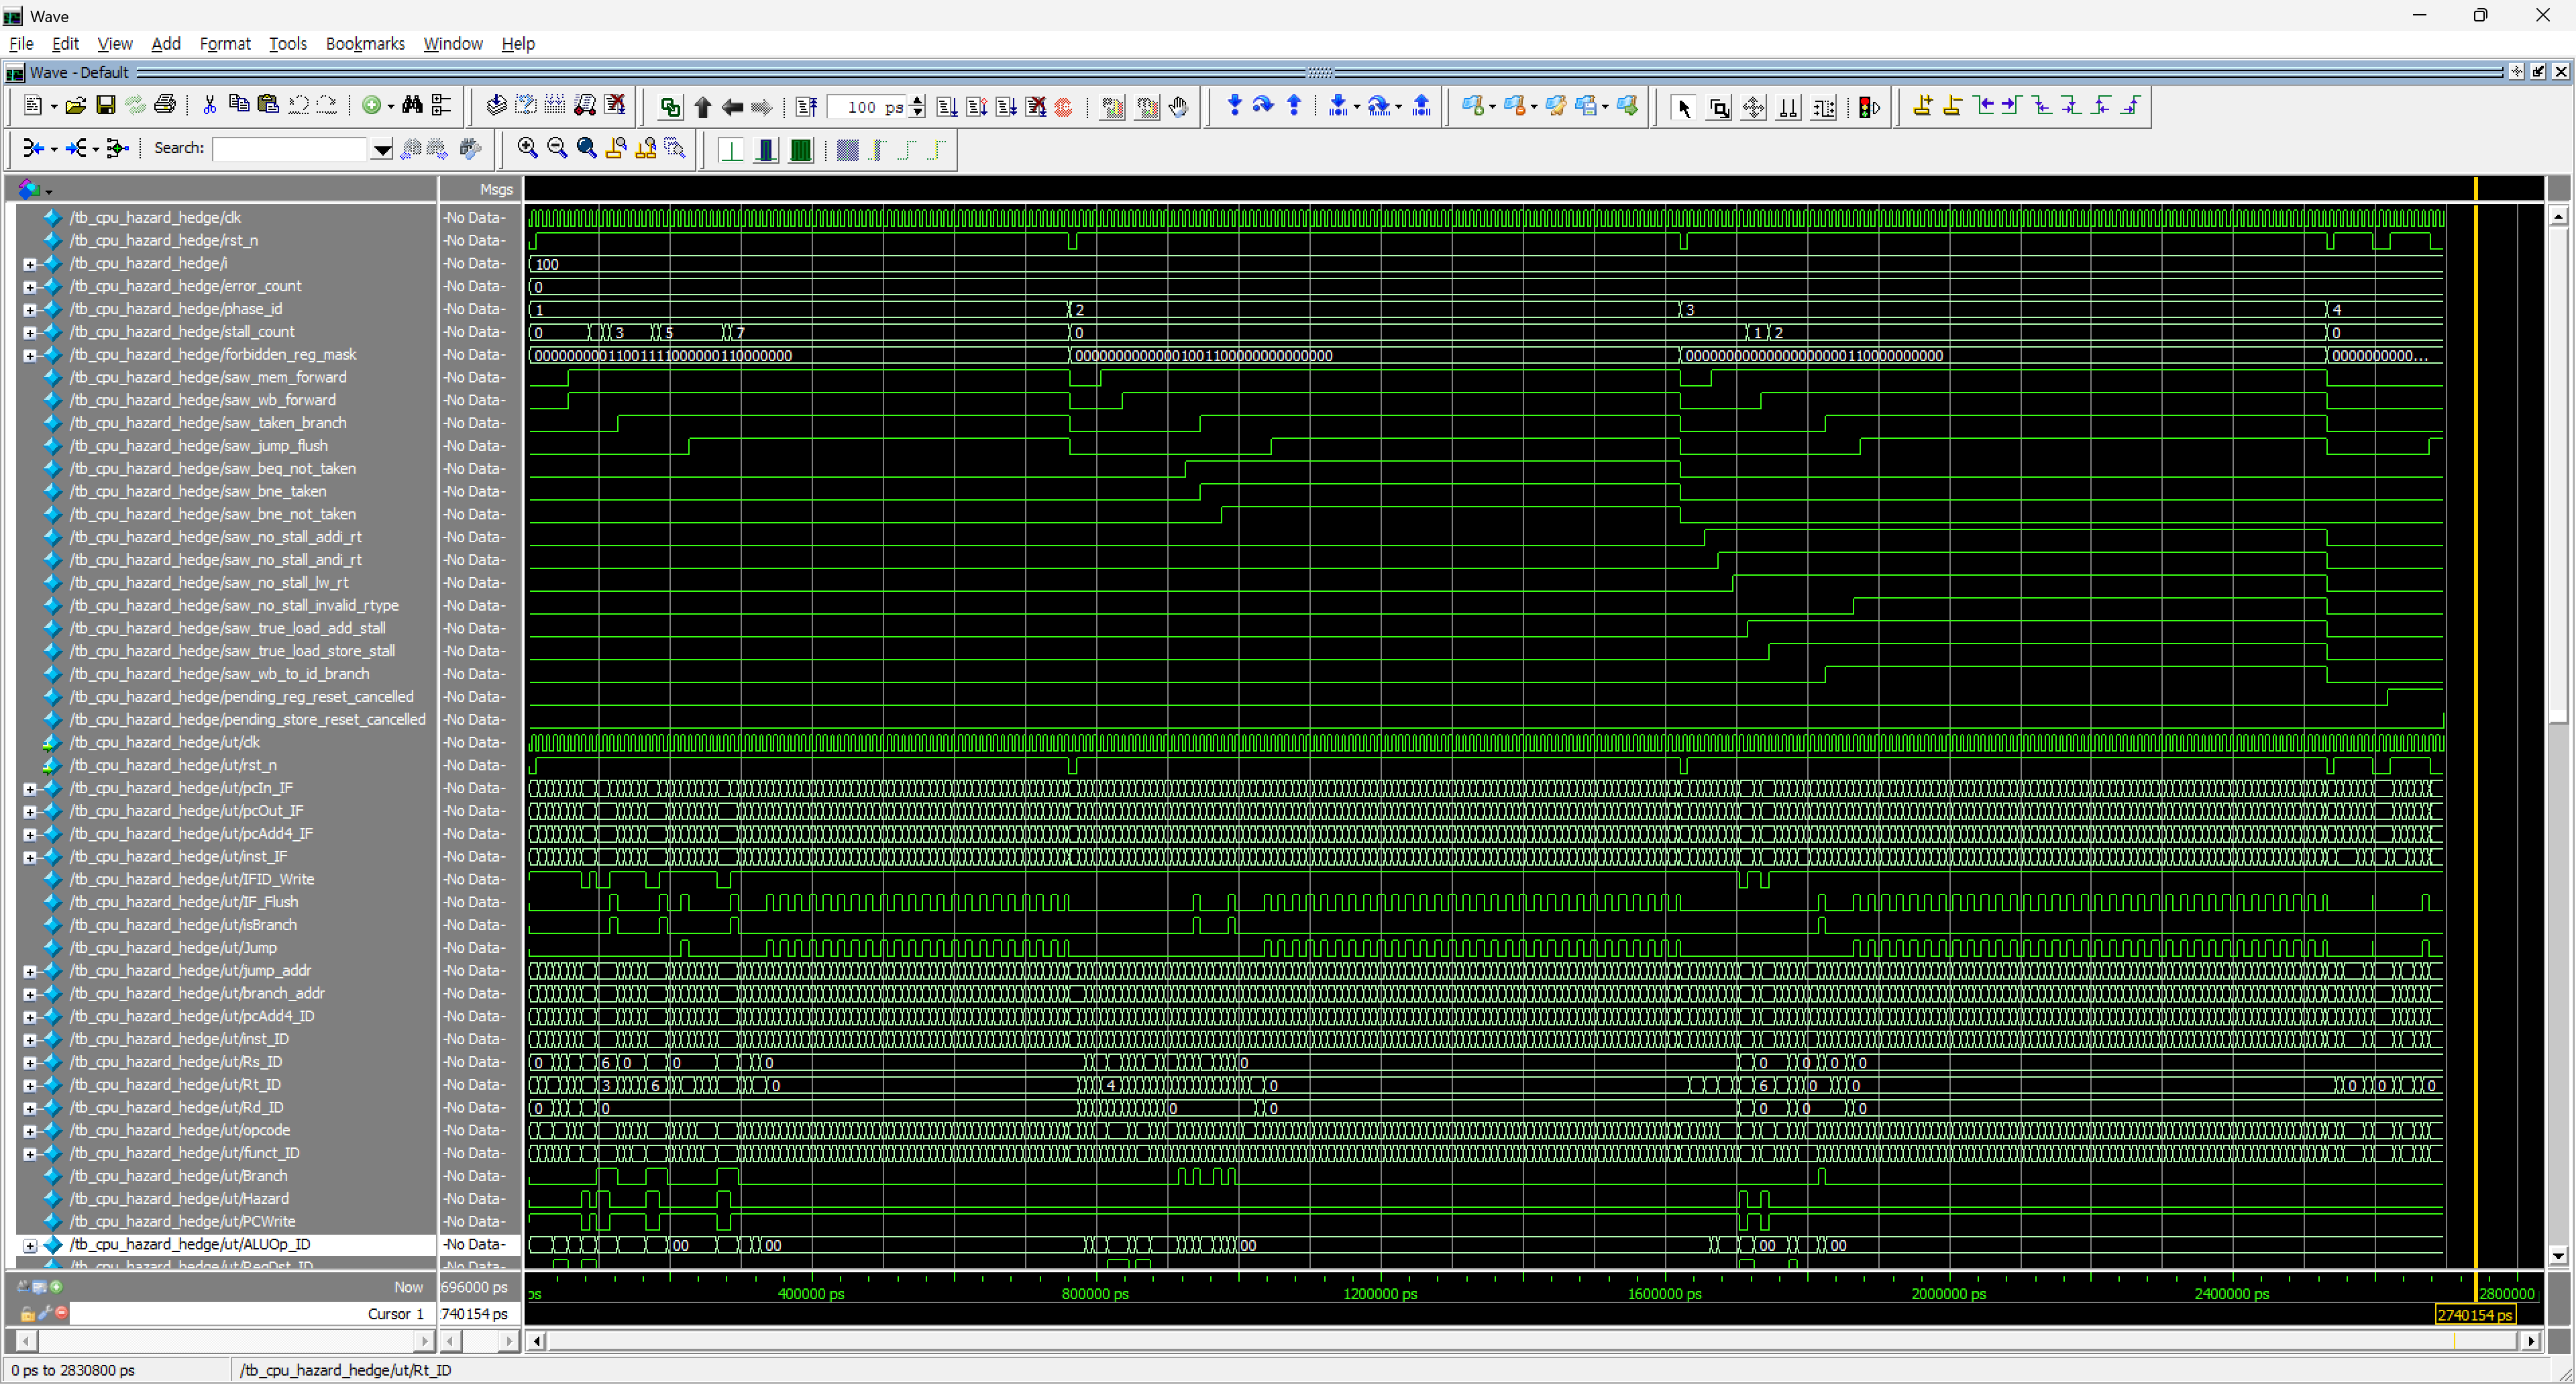 Wave
File Edit View Add Format Tools Bookmarks Window Help
Wave - Default
100 ps
Search:
Msgs
/tb_cpu_hazard_hedge/clk -No Data-
/tb_cpu_hazard_hedge/rst_n -No Data-
/tb_cpu_hazard_hedge/i -No Data- 100
/tb_cpu_hazard_hedge/error_count -No Data- 0
/tb_cpu_hazard_hedge/phase_id -No Data- 1 2 3 4
/tb_cpu_hazard_hedge/stall_count -No Data- 0 3 5 7 0 1 2 0
/tb_cpu_hazard_hedge/forbidden_reg_mask -No Data- 0000000000...
/tb_cpu_hazard_hedge/saw_mem_forward -No Data-
/tb_cpu_hazard_hedge/saw_wb_forward -No Data-
/tb_cpu_hazard_hedge/saw_taken_branch -No Data-
/tb_cpu_hazard_hedge/saw_jump_flush -No Data-
/tb_cpu_hazard_hedge/saw_beq_not_taken -No Data-
/tb_cpu_hazard_hedge/saw_bne_taken -No Data-
/tb_cpu_hazard_hedge/saw_bne_not_taken -No Data-
/tb_cpu_hazard_hedge/saw_no_stall_addi_rt -No Data-
/tb_cpu_hazard_hedge/saw_no_stall_andi_rt -No Data-
/tb_cpu_hazard_hedge/saw_no_stall_lw_rt -No Data-
/tb_cpu_hazard_hedge/saw_no_stall_invalid_rtype -No Data-
/tb_cpu_hazard_hedge/saw_true_load_add_stall -No Data-
/tb_cpu_hazard_hedge/saw_true_load_store_stall -No Data-
/tb_cpu_hazard_hedge/saw_wb_to_id_branch -No Data-
/tb_cpu_hazard_hedge/pending_reg_reset_cancelled -No Data-
/tb_cpu_hazard_hedge/pending_store_reset_cancelled -No Data-
/tb_cpu_hazard_hedge/ut/clk -No Data-
/tb_cpu_hazard_hedge/ut/rst_n -No Data-
/tb_cpu_hazard_hedge/ut/pcIn_IF -No Data-
/tb_cpu_hazard_hedge/ut/pcOut_IF -No Data-
/tb_cpu_hazard_hedge/ut/pcAdd4_IF -No Data-
/tb_cpu_hazard_hedge/ut/inst_IF -No Data-
/tb_cpu_hazard_hedge/ut/IFID_Write -No Data-
/tb_cpu_hazard_hedge/ut/IF_Flush -No Data-
/tb_cpu_hazard_hedge/ut/isBranch -No Data-
/tb_cpu_hazard_hedge/ut/Jump -No Data-
/tb_cpu_hazard_hedge/ut/jump_addr -No Data-
/tb_cpu_hazard_hedge/ut/branch_addr -No Data-
/tb_cpu_hazard_hedge/ut/pcAdd4_ID -No Data-
/tb_cpu_hazard_hedge/ut/inst_ID -No Data-
/tb_cpu_hazard_hedge/ut/Rs_ID -No Data- 0 6 0 0 0 0 0 0 0 0
/tb_cpu_hazard_hedge/ut/Rt_ID -No Data- 3 6 0 4 0 6 0 0 0 0 0
/tb_cpu_hazard_hedge/ut/Rd_ID -No Data- 0 0 0 0 0 0 0
/tb_cpu_hazard_hedge/ut/opcode -No Data-
/tb_cpu_hazard_hedge/ut/funct_ID -No Data-
/tb_cpu_hazard_hedge/ut/Branch -No Data-
/tb_cpu_hazard_hedge/ut/Hazard -No Data-
/tb_cpu_hazard_hedge/ut/PCWrite -No Data-
/tb_cpu_hazard_hedge/ut/ALUOp_ID -No Data- 00 00 00 00 00
/tb_cpu_hazard_hedge/ut/RegDst_ID -No Data-
Now 696000 ps ps 400000 ps 800000 ps 1200000 ps 1600000 ps 2000000 ps 2400000 ps 2800000
Cursor 1 740154 ps 2740154 ps
0 ps to 2830800 ps /tb_cpu_hazard_hedge/ut/Rt_ID